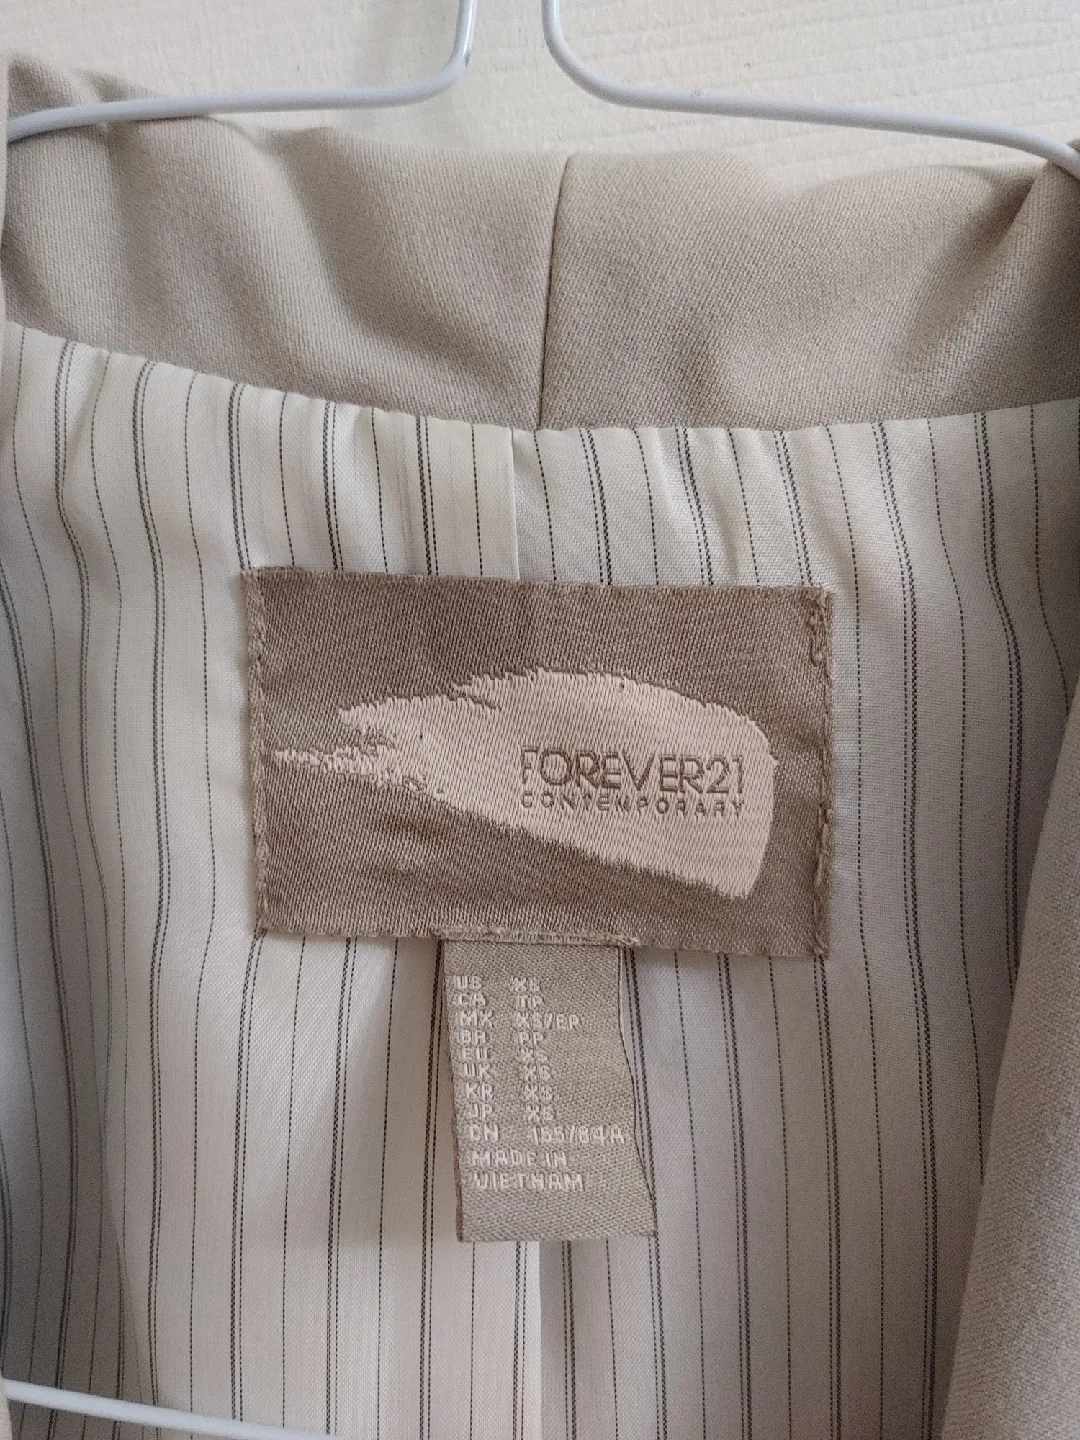 FOREVER21
CONTEMPORARY
US XS
CA TP
MX XS/EP
BR PP
EU XS
UK XS
KR XS
JP XS
CN 155/84A
MADE IN
VIETNAM